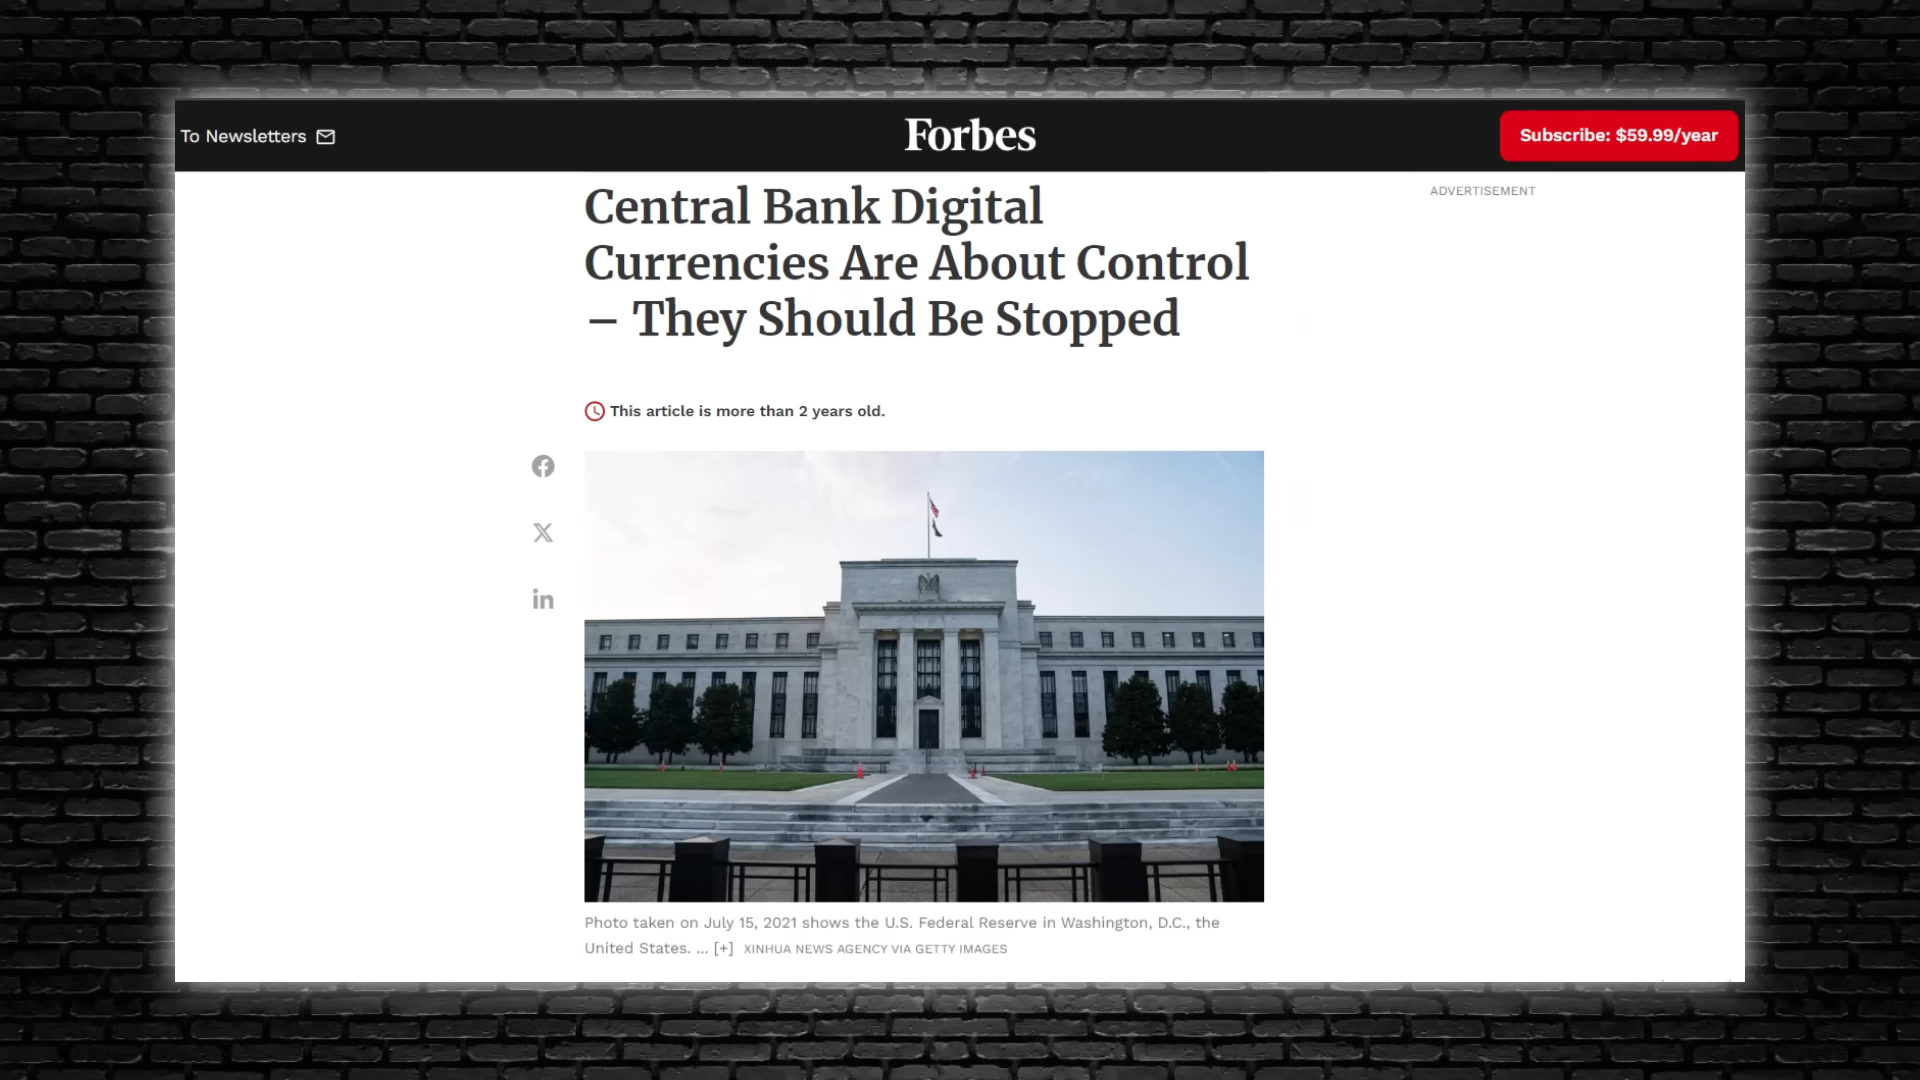 To Newsletters
Forbes
Subscribe: $59.99/year
ADVERTISEMENT
Central Bank Digital
Currencies Are About Control
– They Should Be Stopped
This article is more than 2 years old.
Photo taken on July 15, 2021 shows the U.S. Federal Reserve in Washington, D.C., the
United States. ... [+] XINHUA NEWS AGENCY VIA GETTY IMAGES